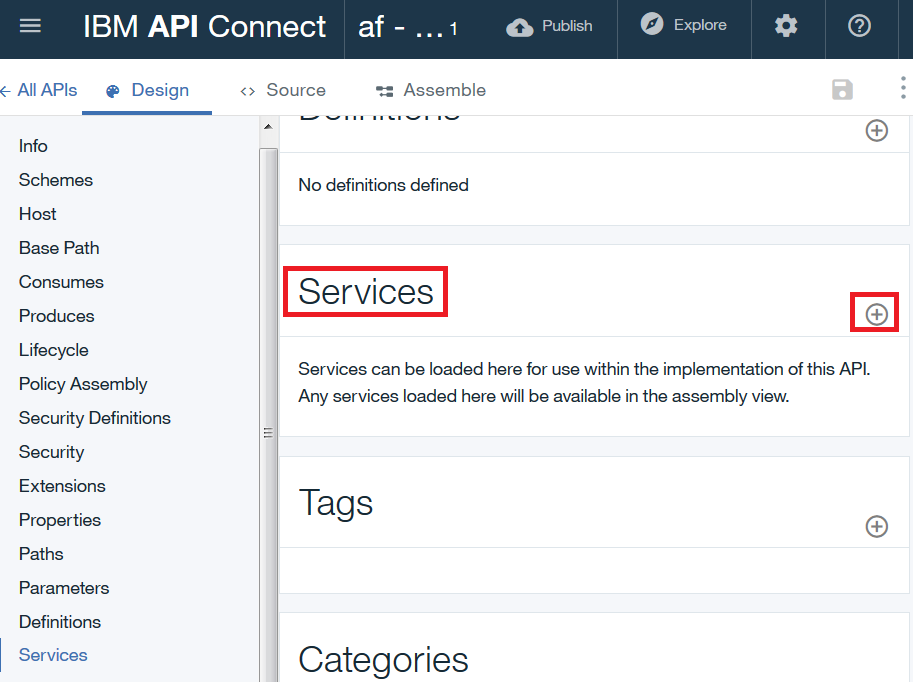 IBM API Connect
af - ... 1
Publish
Explore
All APIs
Design
Source
Assemble
Info
Schemes
Host
Base Path
Consumes
Produces
Lifecycle
Policy Assembly
Security Definitions
Security
Extensions
Properties
Paths
Parameters
Definitions
Services
Definitions
No definitions defined
Services
Services can be loaded here for use within the implementation of this API.
Any services loaded here will be available in the assembly view.
Tags
Categories